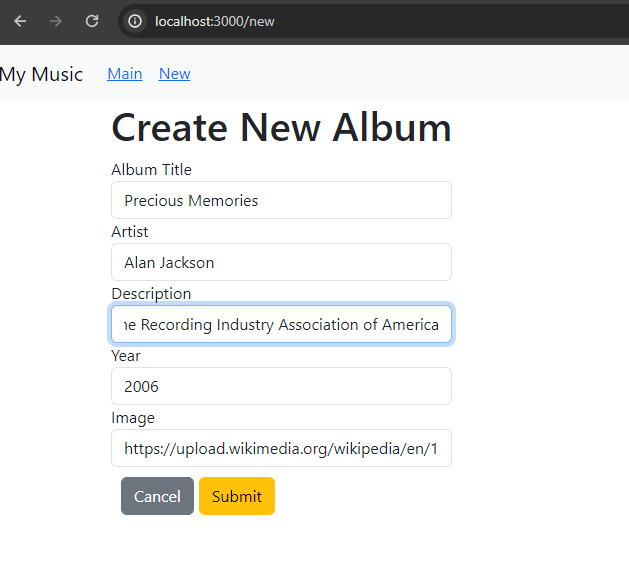 localhost:3000/new
My Music Main New
Create New Album
Album Title
Precious Memories
Artist
Alan Jackson
Description
Recording Industry Association of America
Year
2006
Image
https://upload.wikimedia.org/wikipedia/en/1
Cancel Submit